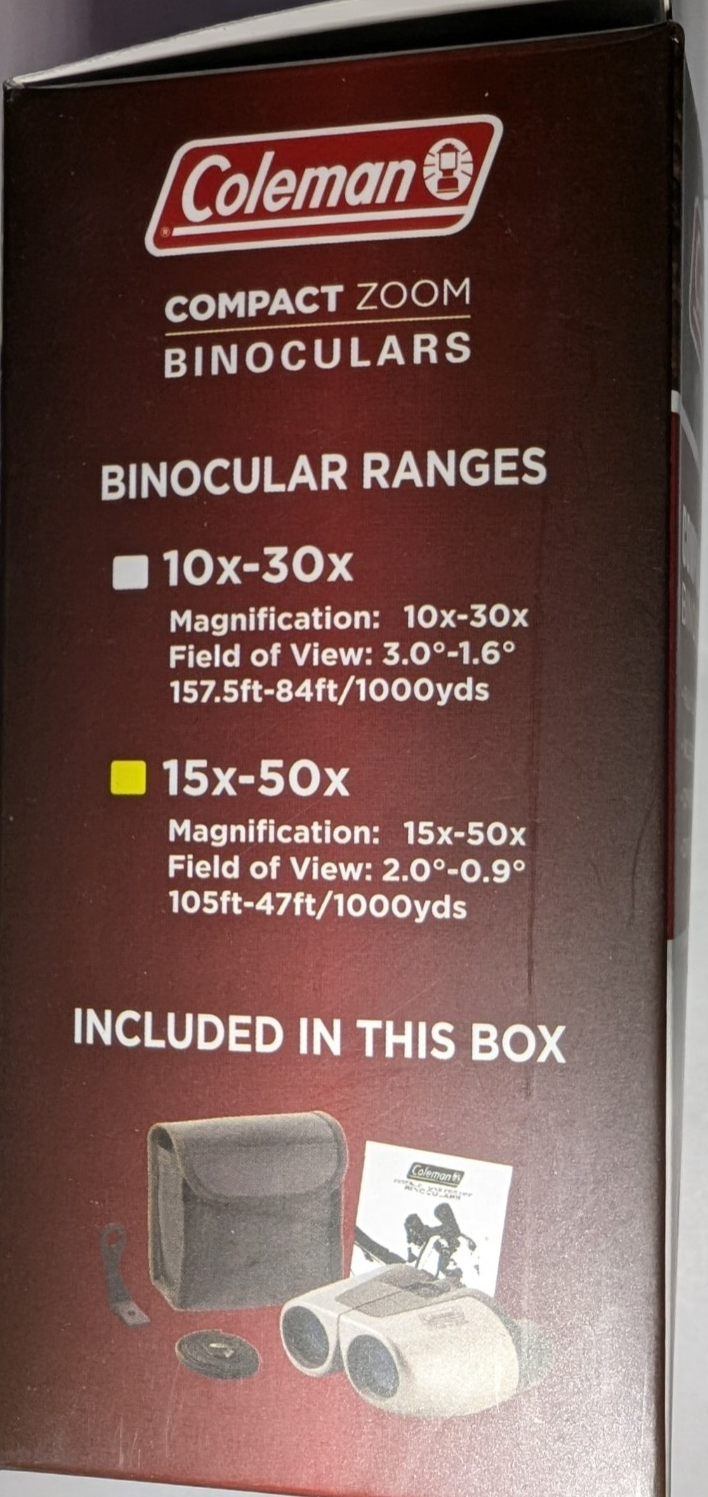 Coleman
®
COMPACT ZOOM
BINOCULARS
BINOCULAR RANGES
10x-30x
Magnification: 10x-30x
Field of View: 3.0°-1.6°
157.5ft-84ft/1000yds
15x-50x
Magnification: 15x-50x
Field of View: 2.0°-0.9°
105ft-47ft/1000yds
INCLUDED IN THIS BOX
Coleman
BINOCULARS